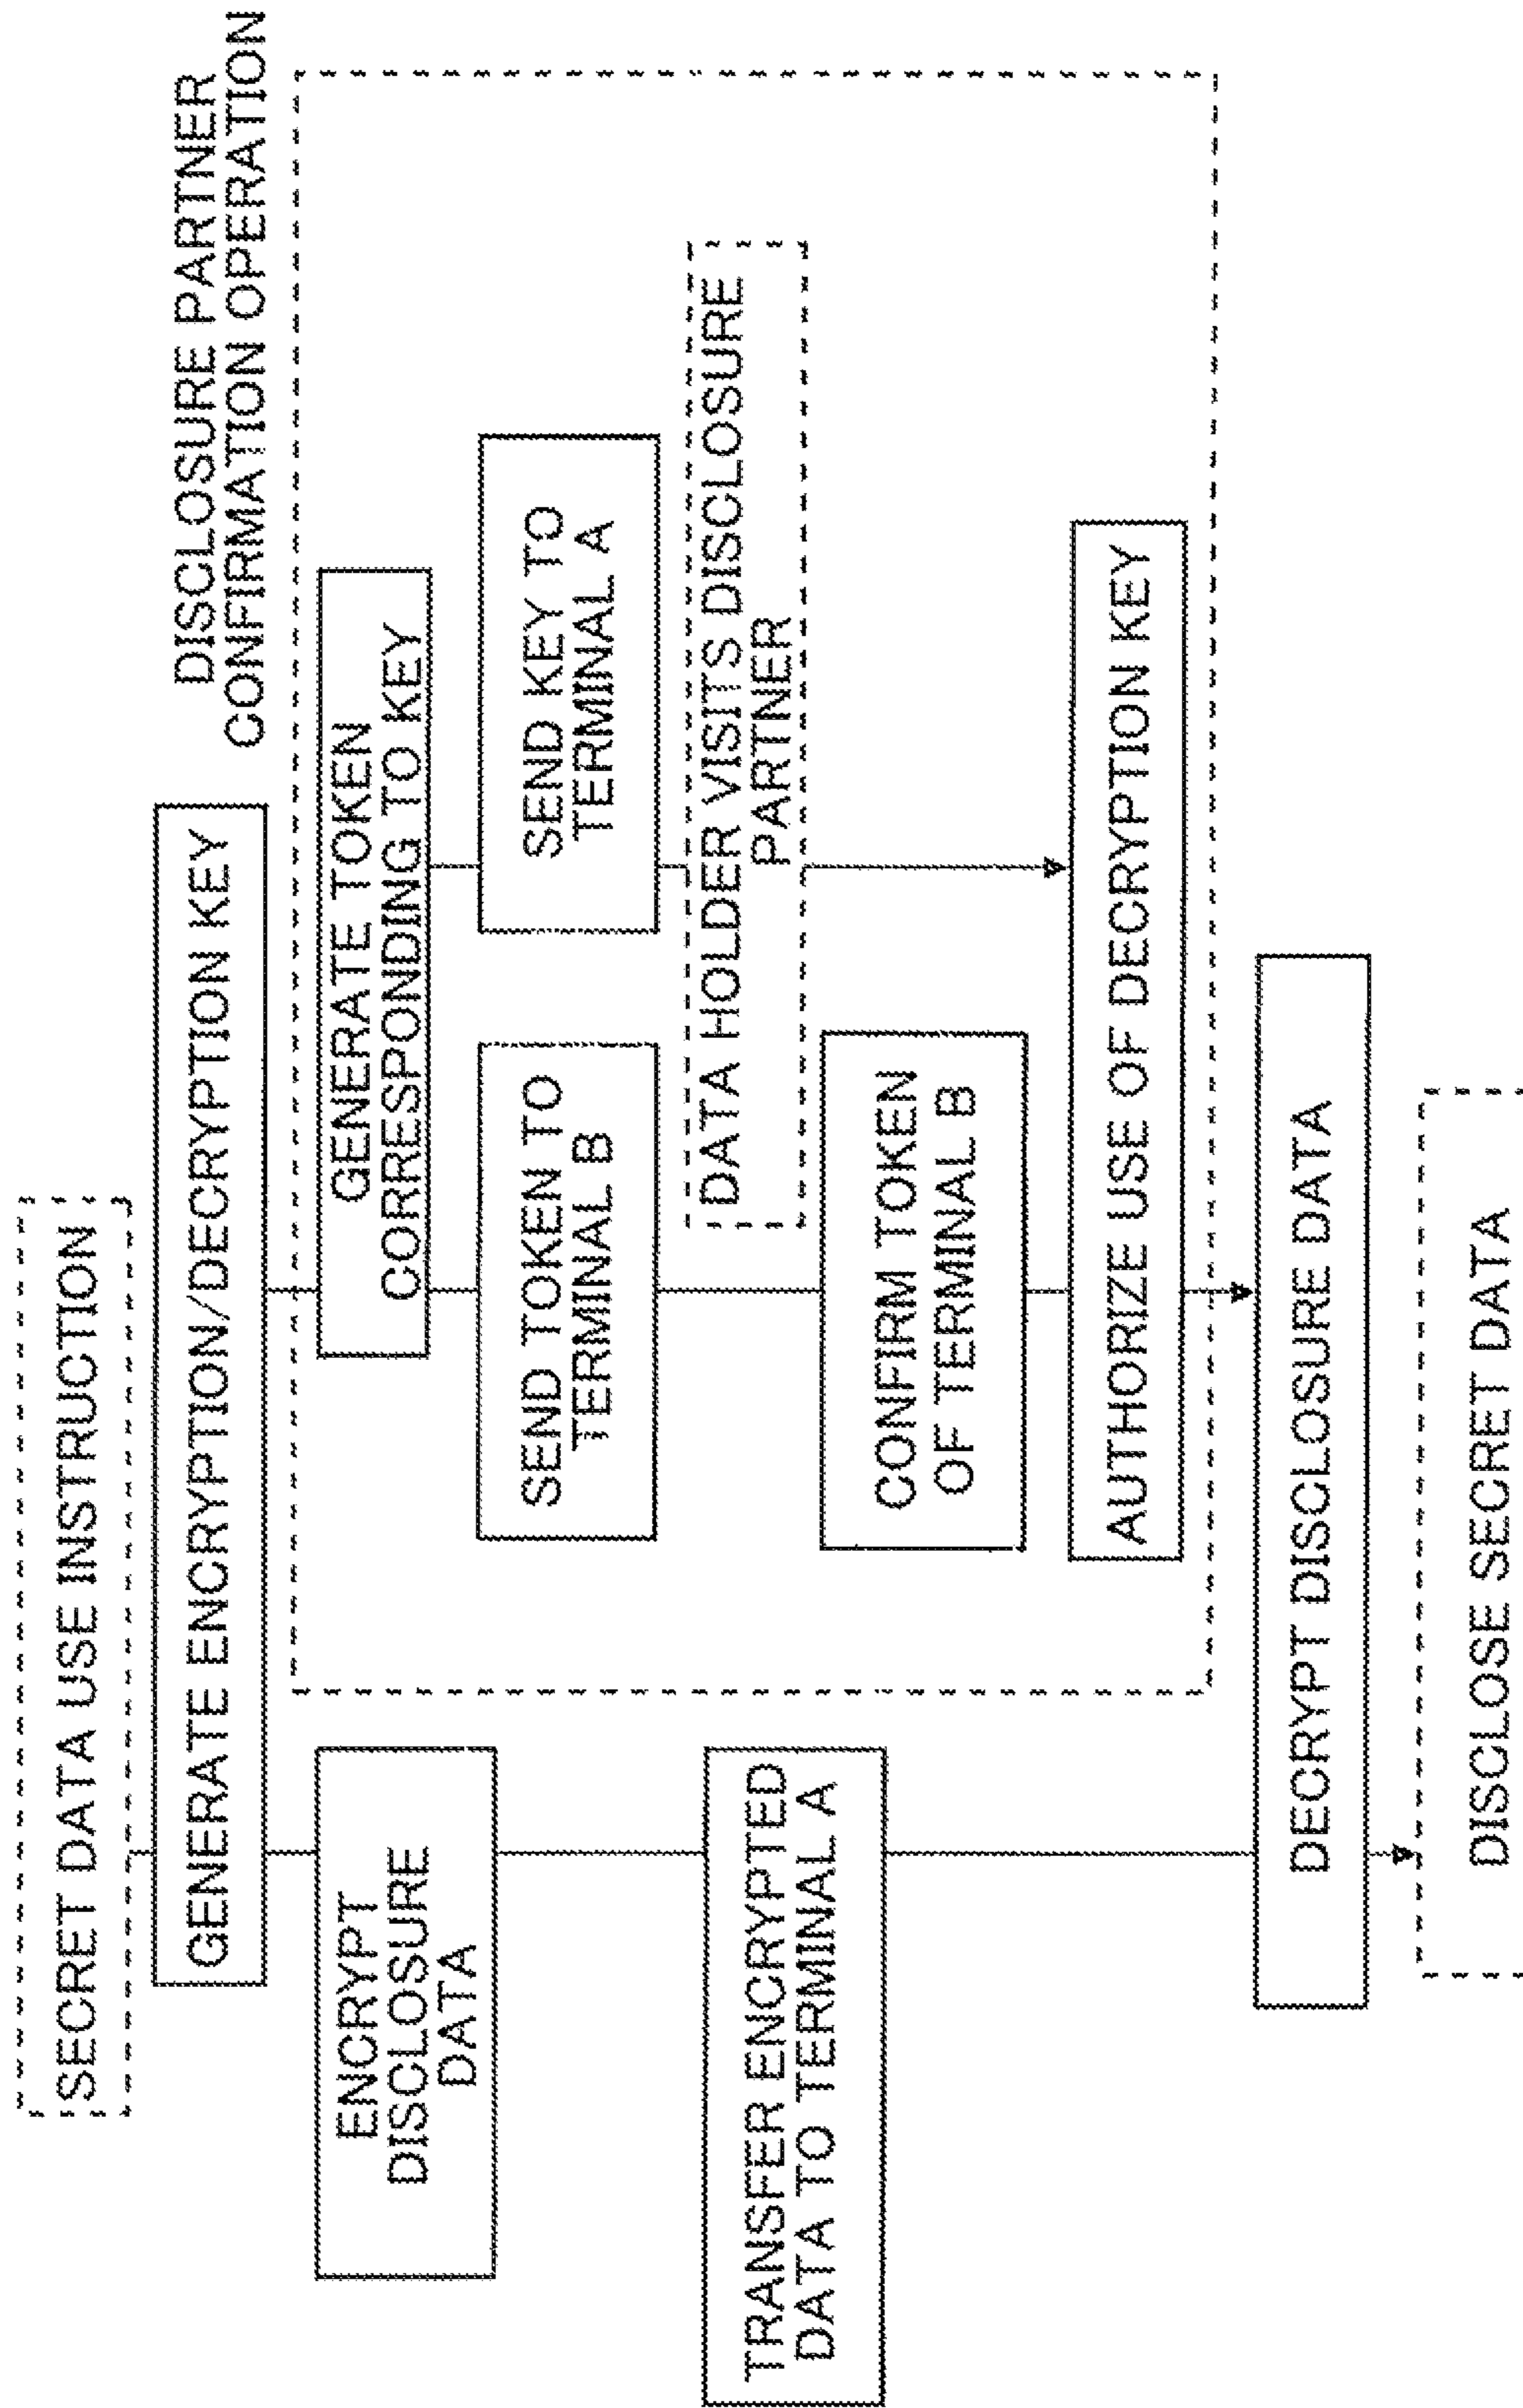 SECRET DATA USE INSTRUCTION
GENERATE ENCRYPTION/DECRYPTION KEY
DISCLOSURE PARTNER
CONFIRMATION OPERATION
ENCRYPT
DISCLOSURE
DATA
GENERATE TOKEN
CORRESPONDING TO KEY
SEND TOKEN TO
TERMINAL B
SEND KEY TO
TERMINAL A
TRANSFER ENCRYPTED
DATA TO TERMINAL A
DATA HOLDER VISITS DISCLOSURE
PARTNER
CONFIRM TOKEN
OF TERMINAL B
AUTHORIZE USE OF DECRYPTION KEY
DECRYPT DISCLOSURE DATA
DISCLOSE SECRET DATA